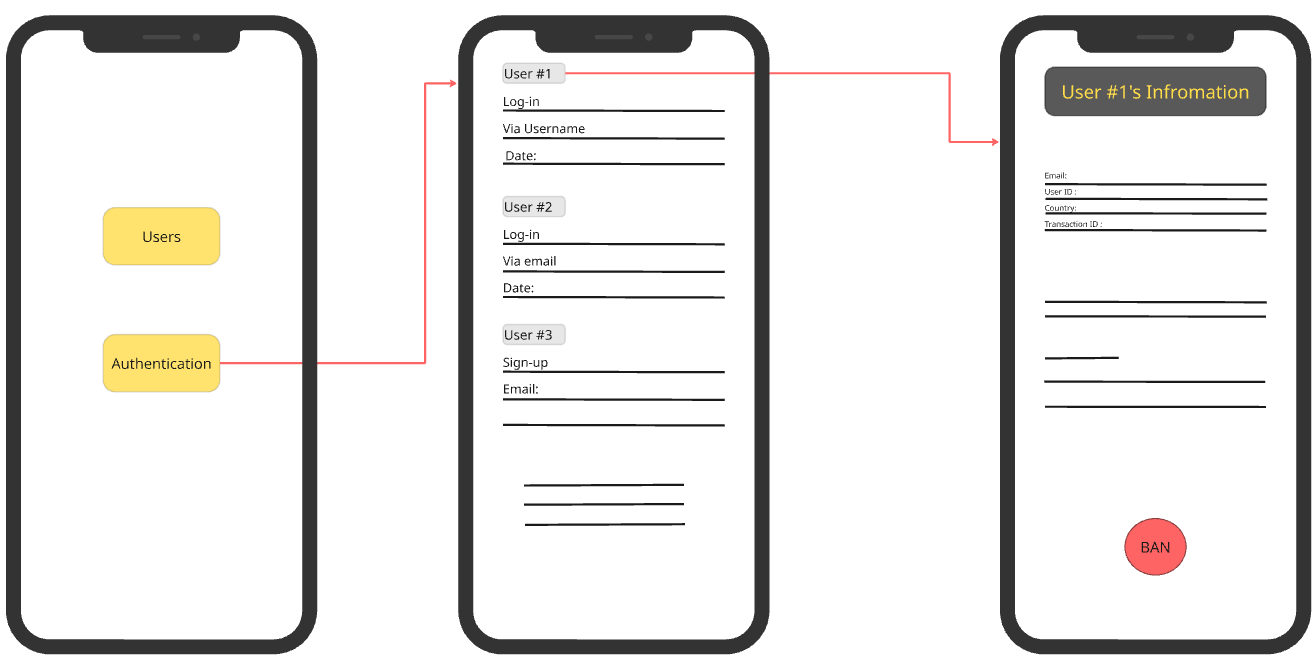 Users
Authentication
User #1
Log-in
Via Username
Date:
User #2
Log-in
Via email
Date:
User #3
Sign-up
Email:
User #1's Infromation
Email:
User ID :
Country:
Transaction ID :
BAN